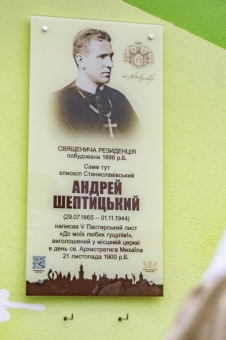 СВЯЩЕНИЧА РЕЗИДЕНЦІЯ
побудована 1886 р.Б.
Саме тут
єпископ Станиславівський
АНДРЕЙ
ШЕПТИЦЬКИЙ
(29.07.1865 – 01.11.1944)
написав V Пастирський лист
«До моїх любих гуцулів!»,
виголошений у місцевій церкві
в день св. Архистратига Михаїла
21 листопада 1900 р.Б.